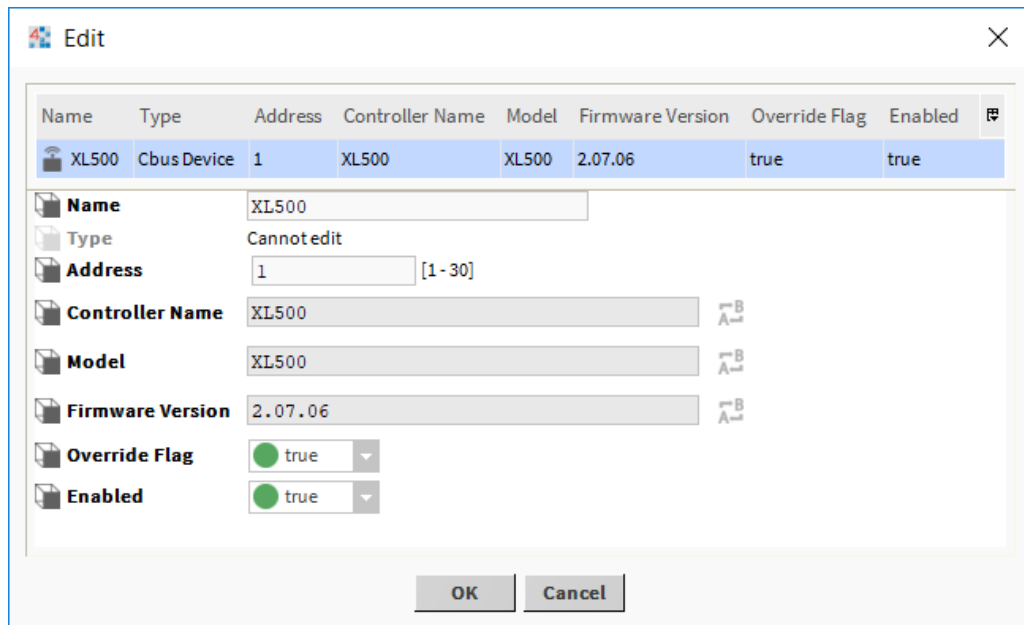 Edit
Name Type Address Controller Name Model Firmware Version Override Flag Enabled
XL500 Cbus Device 1 XL500 XL500 2.07.06 true true
Name XL500
Type Cannot edit
Address 1 [1 - 30]
Controller Name XL500
Model XL500
Firmware Version 2.07.06
Override Flag true
Enabled true
OK Cancel